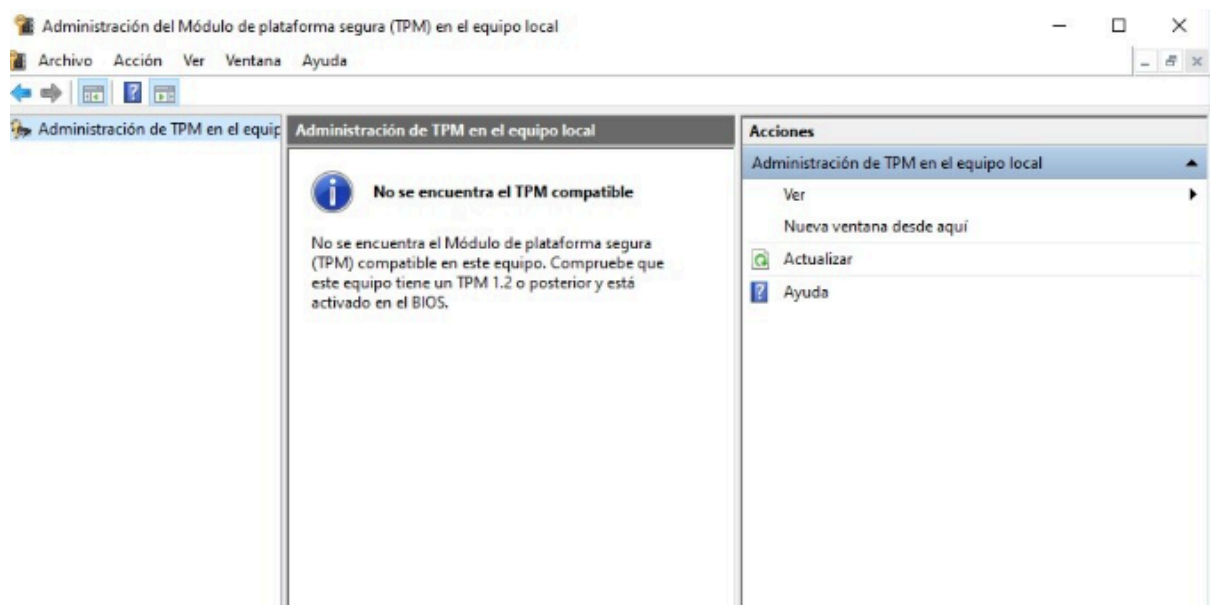 Administración del Módulo de plataforma segura (TPM) en el equipo local
Archivo Acción Ver Ventana Ayuda
Administración de TPM en el equip
Administración de TPM en el equipo local
No se encuentra el TPM compatible
No se encuentra el Módulo de plataforma segura
(TPM) compatible en este equipo. Compruebe que
este equipo tiene un TPM 1.2 o posterior y está
activado en el BIOS.
Acciones
Administración de TPM en el equipo local
Ver
Nueva ventana desde aquí
Actualizar
Ayuda